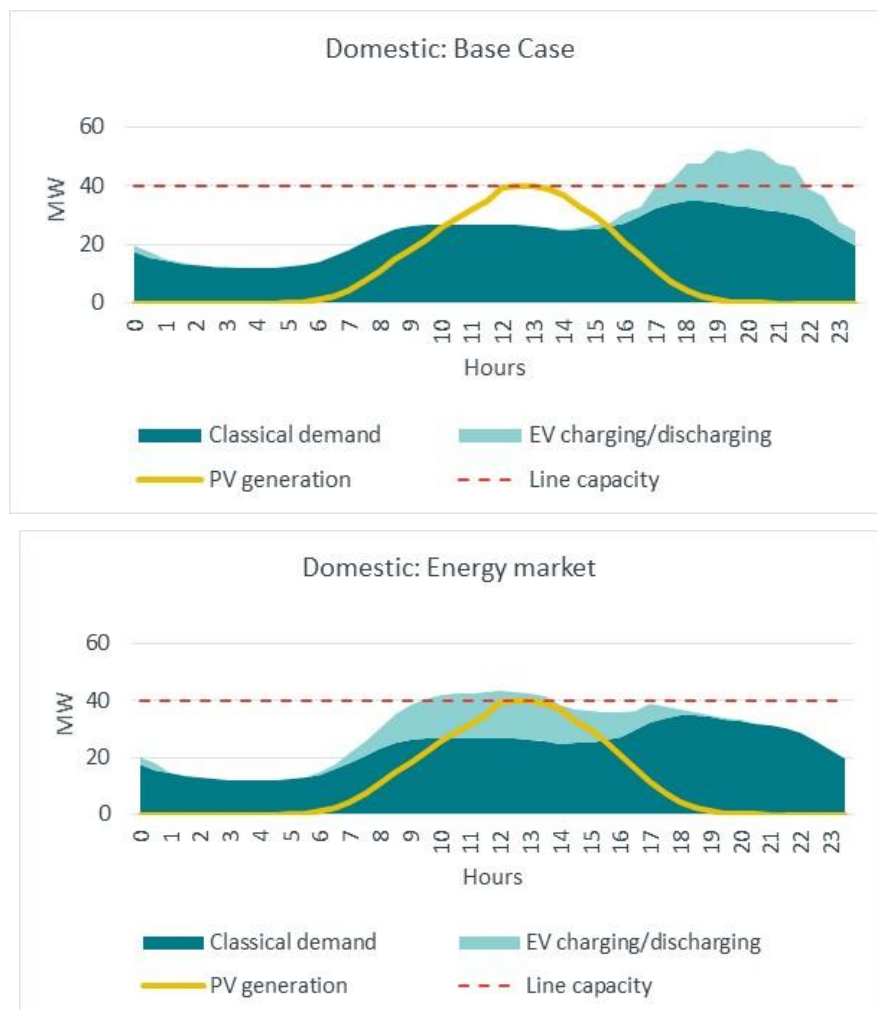 Domestic: Base Case
60
40
20
0
MW
0 1 2 3 4 5 6 7 8 9 10 11 12 13 14 15 16 17 18 19 20 21 22 23
Hours
Classical demand EV charging/discharging
PV generation Line capacity
Domestic: Energy market
60
40
20
0
MW
0 1 2 3 4 5 6 7 8 9 10 11 12 13 14 15 16 17 18 19 20 21 22 23
Hours
Classical demand EV charging/discharging
PV generation Line capacity